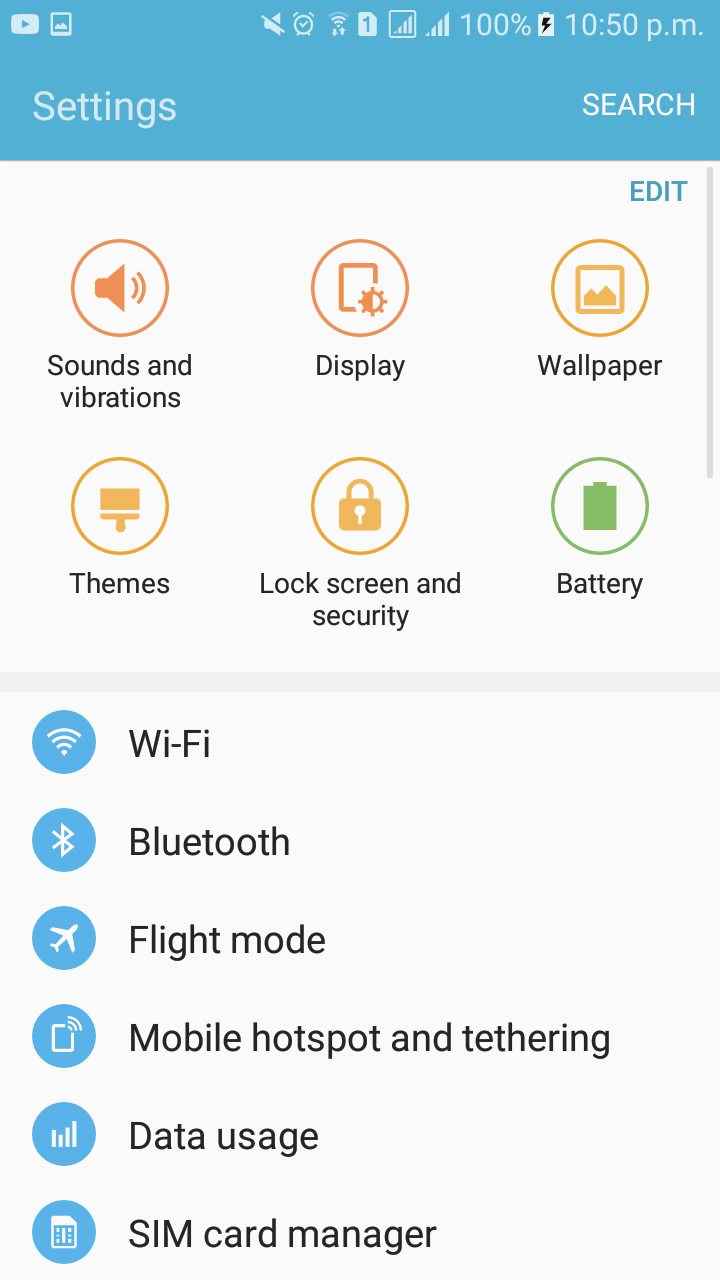 1 100% 10:50 p.m.
Settings SEARCH
EDIT
Sounds and
vibrations
Display
Wallpaper
Themes
Lock screen and
security
Battery
Wi-Fi
Bluetooth
Flight mode
Mobile hotspot and tethering
Data usage
SIM card manager